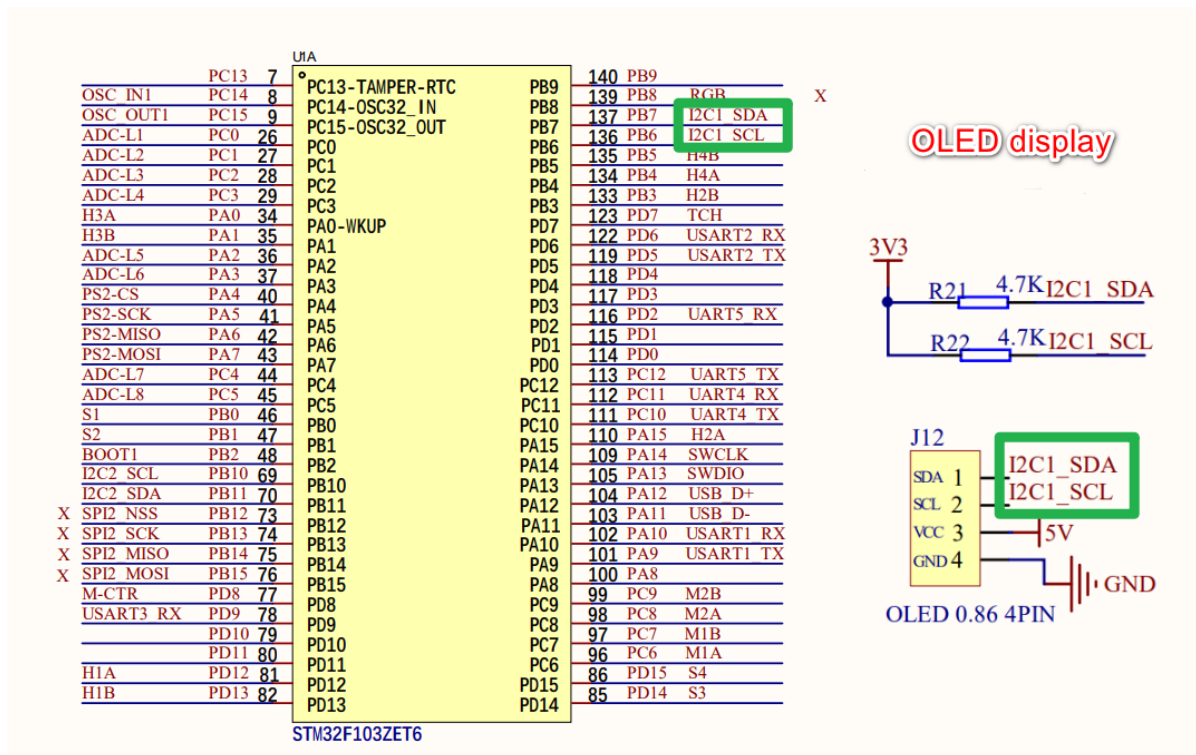 U1A
PC13 7 PC13-TAMPER-RTC PB9 140 PB9
OSC_IN1 PC14 8 PC14-OSC32_IN PB8 139 PB8 RGB X
OSC_OUT1 PC15 9 PC15-OSC32_OUT PB7 137 PB7 I2C1_SDA
ADC-L1 PC0 26 PC0 PB6 136 PB6 I2C1_SCL
ADC-L2 PC1 27 PC1 PB5 135 PB5 H4B
ADC-L3 PC2 28 PC2 PB4 134 PB4 H4A
ADC-L4 PC3 29 PC3 PB3 133 PB3 H2B
H3A PA0 34 PA0-WKUP PD7 123 PD7 TCH
H3B PA1 35 PA1 PD6 122 PD6 USART2_RX
ADC-L5 PA2 36 PA2 PD5 119 PD5 USART2_TX
ADC-L6 PA3 37 PA3 PD4 118 PD4
PS2-CS PA4 40 PA4 PD3 117 PD3
PS2-SCK PA5 41 PA5 PD2 116 PD2 UART5_RX
PS2-MISO PA6 42 PA6 PD1 115 PD1
PS2-MOSI PA7 43 PA7 PD0 114 PD0
ADC-L7 PC4 44 PC4 PC12 113 PC12 UART5_TX
ADC-L8 PC5 45 PC5 PC11 112 PC11 UART4_RX
S1 PB0 46 PB0 PC10 111 PC10 UART4_TX
S2 PB1 47 PB1 PA15 110 PA15 H2A
BOOT1 PB2 48 PB2 PA14 109 PA14 SWCLK
I2C2_SCL PB10 69 PB10 PA13 105 PA13 SWDIO
I2C2_SDA PB11 70 PB11 PA12 104 PA12 USB_D+
X SPI2_NSS PB12 73 PB12 PA11 103 PA11 USB_D-
X SPI2_SCK PB13 74 PB13 PA10 102 PA10 USART1_RX
X SPI2_MISO PB14 75 PB14 PA9 101 PA9 USART1_TX
X SPI2_MOSI PB15 76 PB15 PA8 100 PA8
M-CTR PD8 77 PD8 PC9 99 PC9 M2B
USART3_RX PD9 78 PD9 PC8 98 PC8 M2A
PD10 79 PD10 PC7 97 PC7 M1B
PD11 80 PD11 PC6 96 PC6 M1A
H1A PD12 81 PD12 PD15 86 PD15 S4
H1B PD13 82 PD13 PD14 85 PD14 S3
STM32F103ZET6
OLED display
3V3
R21 4.7K I2C1_SDA
R22 4.7K I2C1_SCL
J12
SDA 1 I2C1_SDA
SCL 2 I2C1_SCL
VCC 3 5V
GND 4 GND
OLED 0.86 4PIN